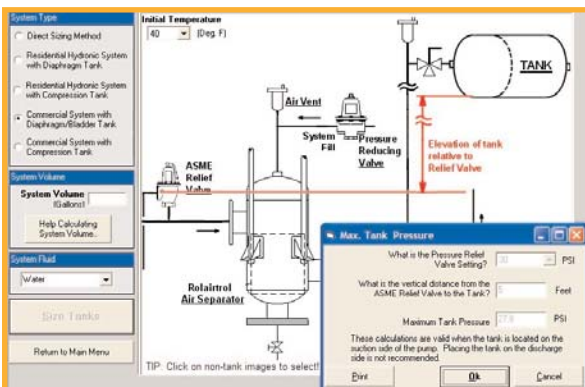 System Type
Direct Sizing Method
Residential Hydronic System
with Diaphragm Tank
Residential Hydronic System
with Compression Tank
Commercial System with
Diaphragm/Bladder Tank
Commercial System with
Compression Tank
System Volume
System Volume
(Gallons)
Help Calculating
System Volume..
System Fluid
Water
Size Tanks
Return to Main Menu
Initial Temperature
40 (Deg. F)
Air Vent
System
Fill
Pressure
Reducing
Valve
ASME
Relief
Valve
Rolairtrol
Air Separator
TANK
Elevation of tank
relative to
Relief Valve
TIP: Click on non-tank images to select!
Max. Tank Pressure
What is the Pressure Relief
Valve Setting? 30 PSI
What is the vertical distance from the
ASME Relief Valve to the Tank? 5 Feet
Maximum Tank Pressure 27.8 PSI
These calculations are valid when the tank is located on the
suction side of the pump. Placing the tank on the discharge
side is not recommended.
Print Ok Cancel